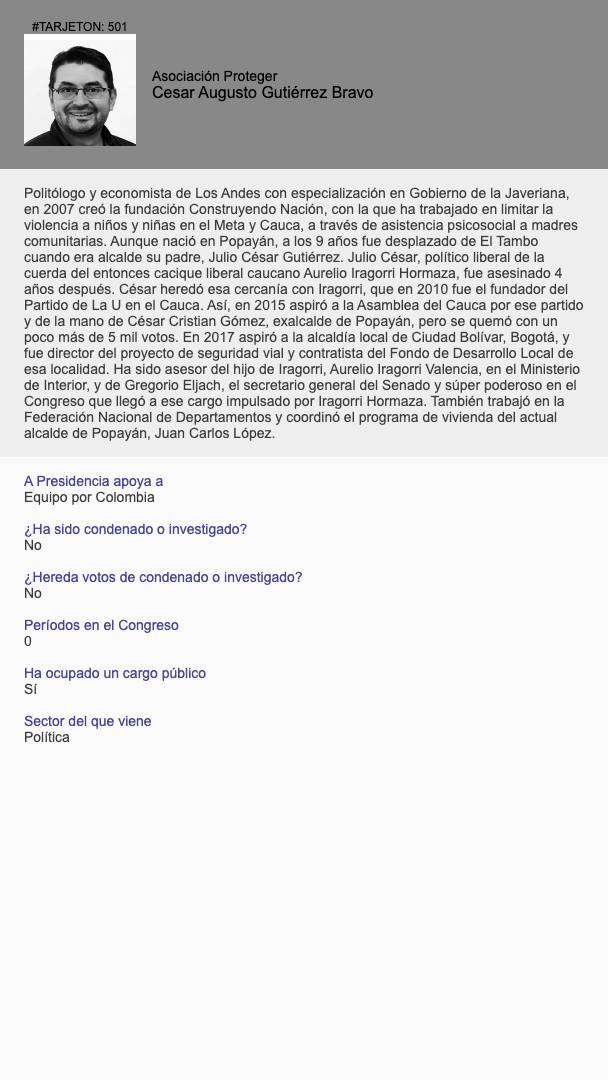 #TARJETON: 501
Asociación Proteger
Cesar Augusto Gutiérrez Bravo
Politólogo y economista de Los Andes con especialización en Gobierno de la Javeriana,
en 2007 creó la fundación Construyendo Nación, con la que ha trabajado en limitar la
violencia a niños y niñas en el Meta y Cauca, a través de asistencia psicosocial a madres
comunitarias. Aunque nació en Popayán, a los 9 años fue desplazado de El Tambo
cuando era alcalde su padre, Julio César Gutiérrez. Julio César, político liberal de la
cuerda del entonces cacique liberal caucano Aurelio Iragorri Hormaza, fue asesinado 4
años después. César heredó esa cercanía con Iragorri, que en 2010 fue el fundador del
Partido de La U en el Cauca. Así, en 2015 aspiró a la Asamblea del Cauca por ese partido
y de la mano de César Cristian Gómez, exalcalde de Popayán, pero se quemó con un
poco más de 5 mil votos. En 2017 aspiró a la alcaldía local de Ciudad Bolívar, Bogotá, y
fue director del proyecto de seguridad vial y contratista del Fondo de Desarrollo Local de
esa localidad. Ha sido asesor del hijo de Iragorri, Aurelio Iragorri Valencia, en el Ministerio
de Interior, y de Gregorio Eljach, el secretario general del Senado y súper poderoso en el
Congreso que llegó a ese cargo impulsado por Iragorri Hormaza. También trabajó en la
Federación Nacional de Departamentos y coordinó el programa de vivienda del actual
alcalde de Popayán, Juan Carlos López.
A Presidencia apoya a
Equipo por Colombia
¿Ha sido condenado o investigado?
No
¿Hereda votos de condenado o investigado?
No
Períodos en el Congreso
0
Ha ocupado un cargo público
Sí
Sector del que viene
Política